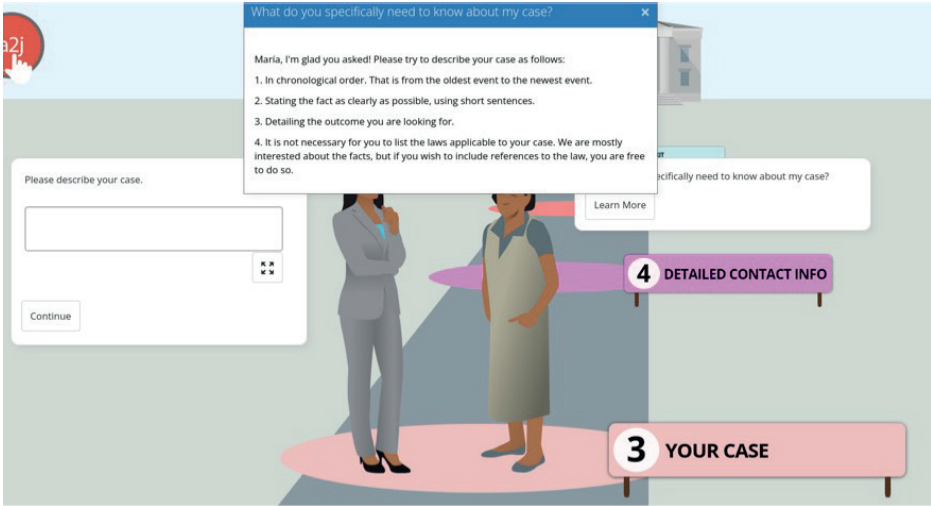 What do you specifically need to know about my case?
×
a2j
María, I'm glad you asked! Please try to describe your case as follows:
1. In chronological order. That is from the oldest event to the newest event.
2. Stating the fact as clearly as possible, using short sentences.
3. Detailing the outcome you are looking for.
4. It is not necessary for you to list the laws applicable to your case. We are mostly
interested about the facts, but if you wish to include references to the law, you are free
to do so.
Please describe your case.
Continue
need to know about my case?
Learn More
4 DETAILED CONTACT INFO
3 YOUR CASE